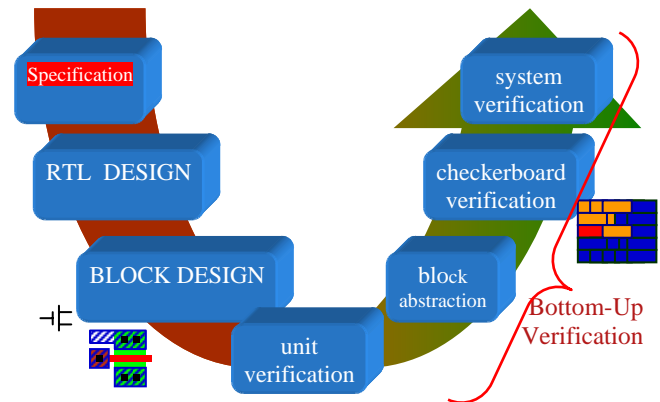 Specification
RTL DESIGN
BLOCK DESIGN
unit
verification
block
abstraction
checkerboard
verification
system
verification
Bottom-Up
Verification